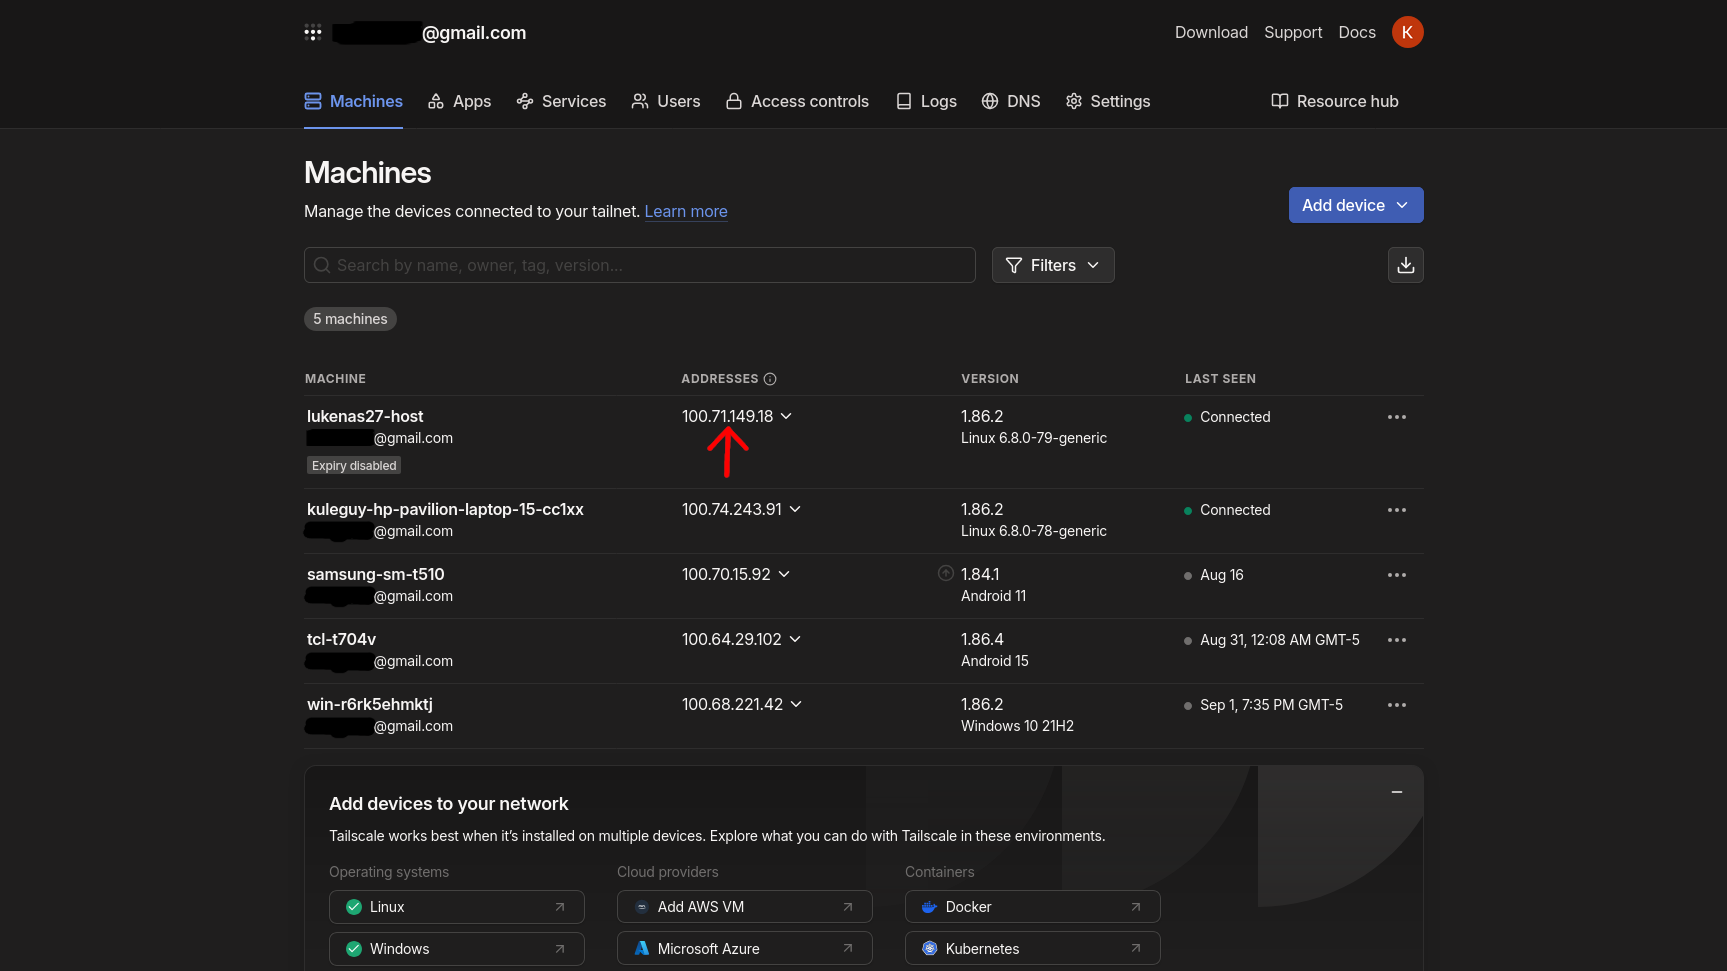 @gmail.com
Download Support Docs K
Machines Apps Services Users Access controls Logs DNS Settings Resource hub
Machines
Manage the devices connected to your tailnet. Learn more
Add device
Search by name, owner, tag, version...
Filters
5 machines
MACHINE ADDRESSES VERSION LAST SEEN
lukenas27-host 100.71.149.18 1.86.2 Connected
@gmail.com Linux 6.8.0-79-generic
Expiry disabled
kuleguy-hp-pavilion-laptop-15-cc1xx 100.74.243.91 1.86.2 Connected
@gmail.com Linux 6.8.0-78-generic
samsung-sm-t510 100.70.15.92 1.84.1 Aug 16
@gmail.com Android 11
tcl-t704v 100.64.29.102 1.86.4 Aug 31, 12:08 AM GMT-5
@gmail.com Android 15
win-r6rk5ehmktj 100.68.221.42 1.86.2 Sep 1, 7:35 PM GMT-5
@gmail.com Windows 10 21H2
Add devices to your network
Tailscale works best when it's installed on multiple devices. Explore what you can do with Tailscale in these environments.
Operating systems Cloud providers Containers
Linux Add AWS VM Docker
Windows Microsoft Azure Kubernetes